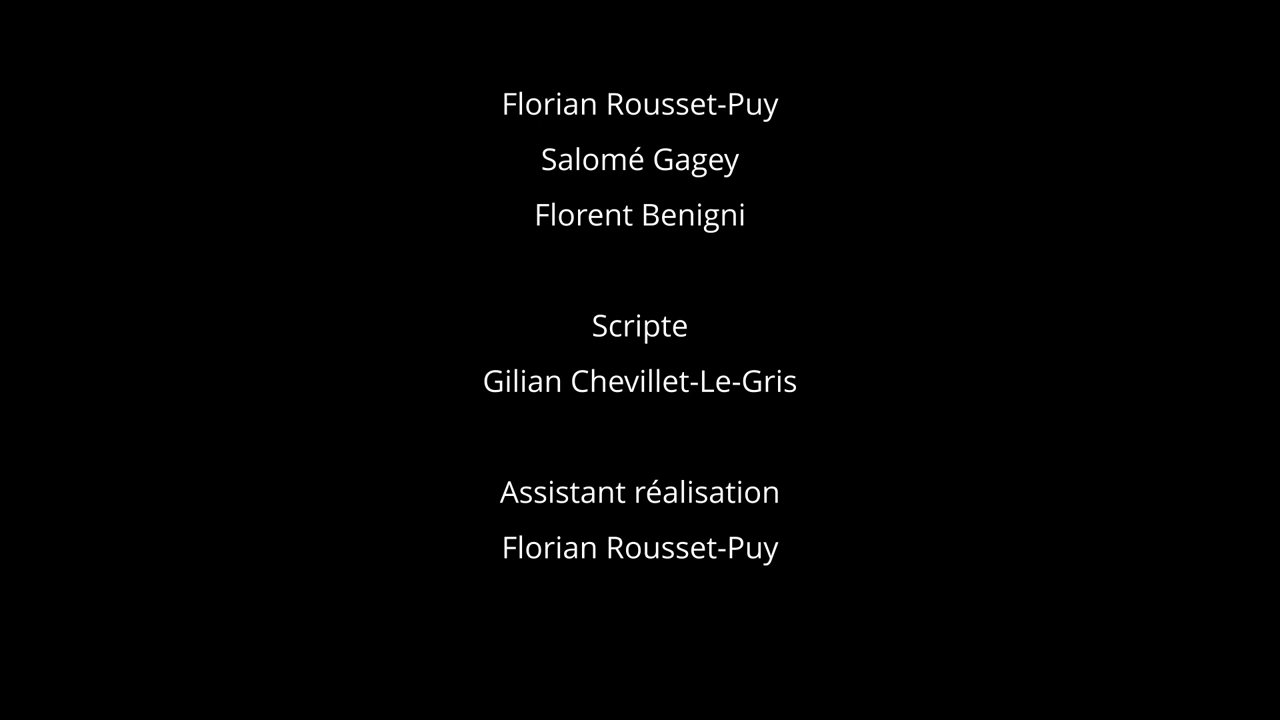 Florian Rousset-Puy
Salomé Gagey
Florent Benigni
Scripte
Gilian Chevillet-Le-Gris
Assistant réalisation
Florian Rousset-Puy